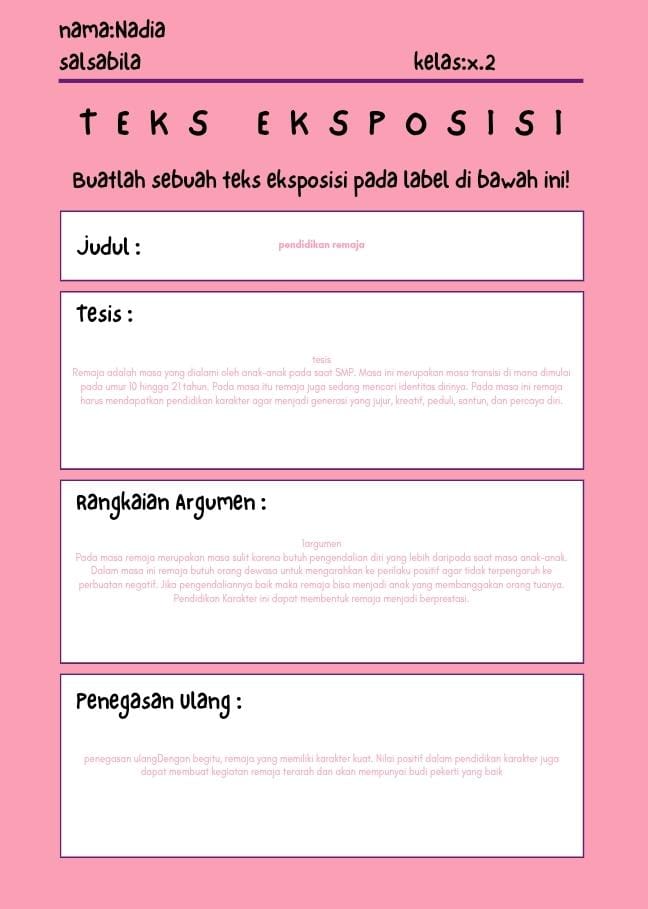 nama:Nadia
salsabila kelas:x.2
TEKS EKSPOSISI
Buatlah sebuah teks eksposisi pada label di bawah ini!
Judul : pendidikan remaja
Tesis :
tesis
Remaja adalah masa yang dialami oleh anak-anak pada saat SMP. Masa ini merupakan masa transisi di mana dimulai
pada umur 10 hingga 21 tahun. Pada masa itu remaja juga sedang mencari identitas dirinya. Pada masa ini remaja
harus mendapatkan pendidikan karakter agar menjadi generasi yang jujur, kreatif, peduli, santun, dan percaya diri.
Rangkaian Argumen :
1argumen
Pada masa remaja merupakan masa sulit karena butuh pengendalian diri yang lebih daripada saat masa anak-anak.
Dalam masa ini remaja butuh orang dewasa untuk mengarahkan ke perilaku positif agar tidak terpengaruh ke
perbuatan negatif. Jika pengendaliannya baik maka remaja bisa menjadi anak yang membanggakan orang tuanya.
Pendidikan Karakter ini dapat membentuk remaja menjadi berprestasi.
Penegasan Ulang :
penegasan ulangDengan begitu, remaja yang memiliki karakter kuat. Nilai positif dalam pendidikan karakter juga
dapat membuat kegiatan remaja terarah dan akan mempunyai budi pekerti yang baik